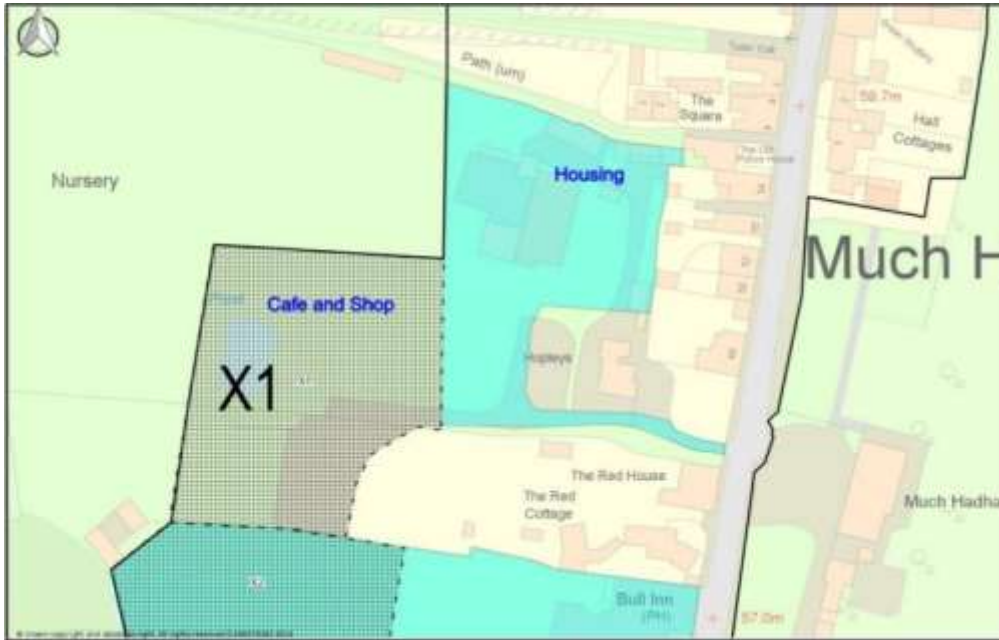 Path (um)
The
Square
58.7m
Hall
Cottages
Nursery
Housing
Much H
Cafe and Shop
Pond
Hopleys
X1
The Red House
The Red
Cottage
Much Hadha
Bull Inn
(PH)
57.0m